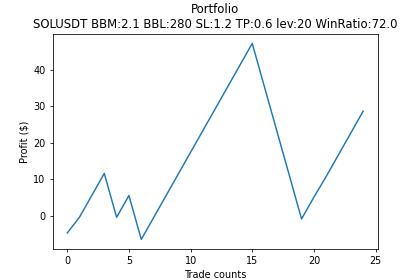 Portfolio
SOLUSDT BBM:2.1 BBL:280 SL:1.2 TP:0.6 lev:20 WinRatio:72.0
40
30
20
10
0
Profit ($)
0 5 10 15 20 25
Trade counts